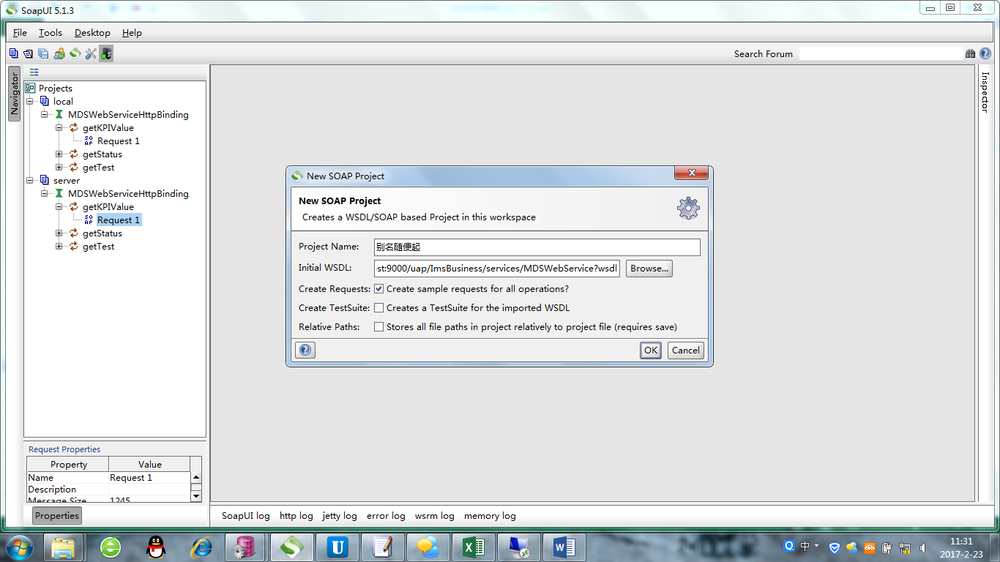 SoapUI 5.1.3
File Tools Desktop Help
Search Forum
Navigator
Inspector
Projects
local
MDSWebServiceHttpBinding
getKPIValue
Request 1
getStatus
getTest
server
MDSWebServiceHttpBinding
getKPIValue
Request 1
getStatus
getTest
New SOAP Project
New SOAP Project
Creates a WSDL/SOAP based Project in this workspace
Project Name: 别名随便起
Initial WSDL: st:9000/uap/ImsBusiness/services/MDSWebService?wsdl Browse...
Create Requests: Create sample requests for all operations?
Create TestSuite: Creates a TestSuite for the imported WSDL
Relative Paths: Stores all file paths in project relatively to project file (requires save)
OK Cancel
Request Properties
Property Value
Name Request 1
Description
Message Size 1245
Properties
SoapUI log http log jetty log error log wsrm log memory log
中
11:31
2017-2-23